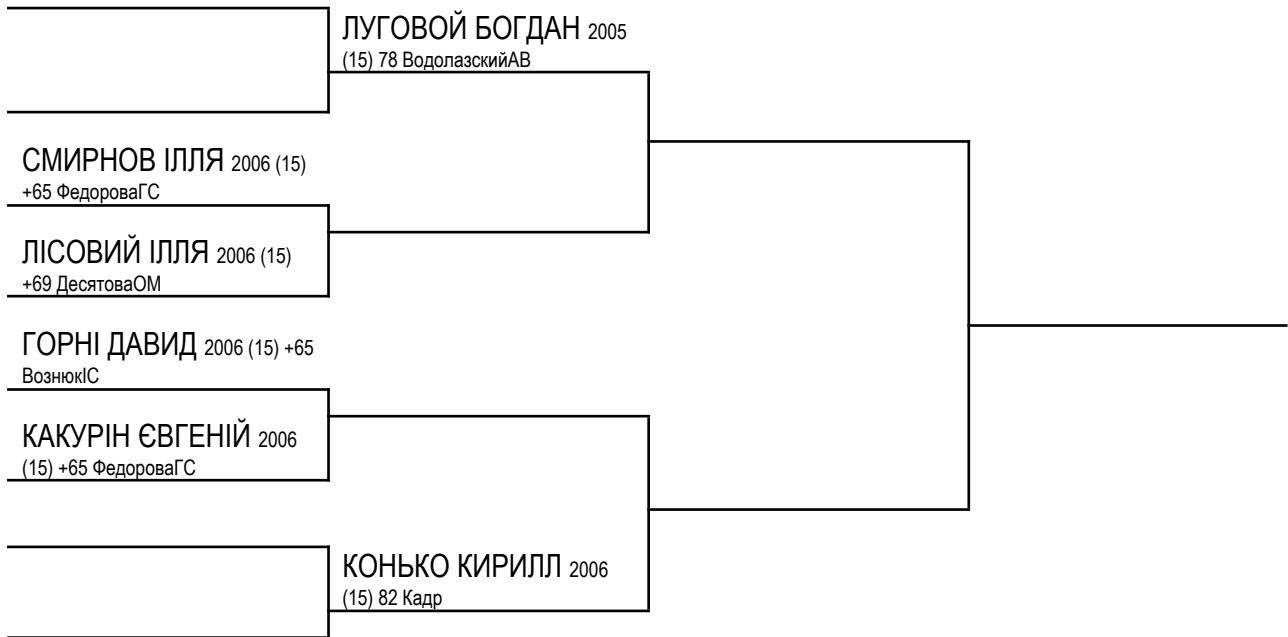 ЛУГОВОЙ БОГДАН 2005
(15) 78 ВодолазскийАВ
СМИРНОВ ІЛЛЯ 2006 (15)
+65 ФедороваГС
ЛІСОВИЙ ІЛЛЯ 2006 (15)
+69 ДесятоваОМ
ГОРНІ ДАВИД 2006 (15) +65
ВознюкІС
КАКУРІН ЄВГЕНІЙ 2006
(15) +65 ФедороваГС
КОНЬКО КИРИЛЛ 2006
(15) 82 Кадр